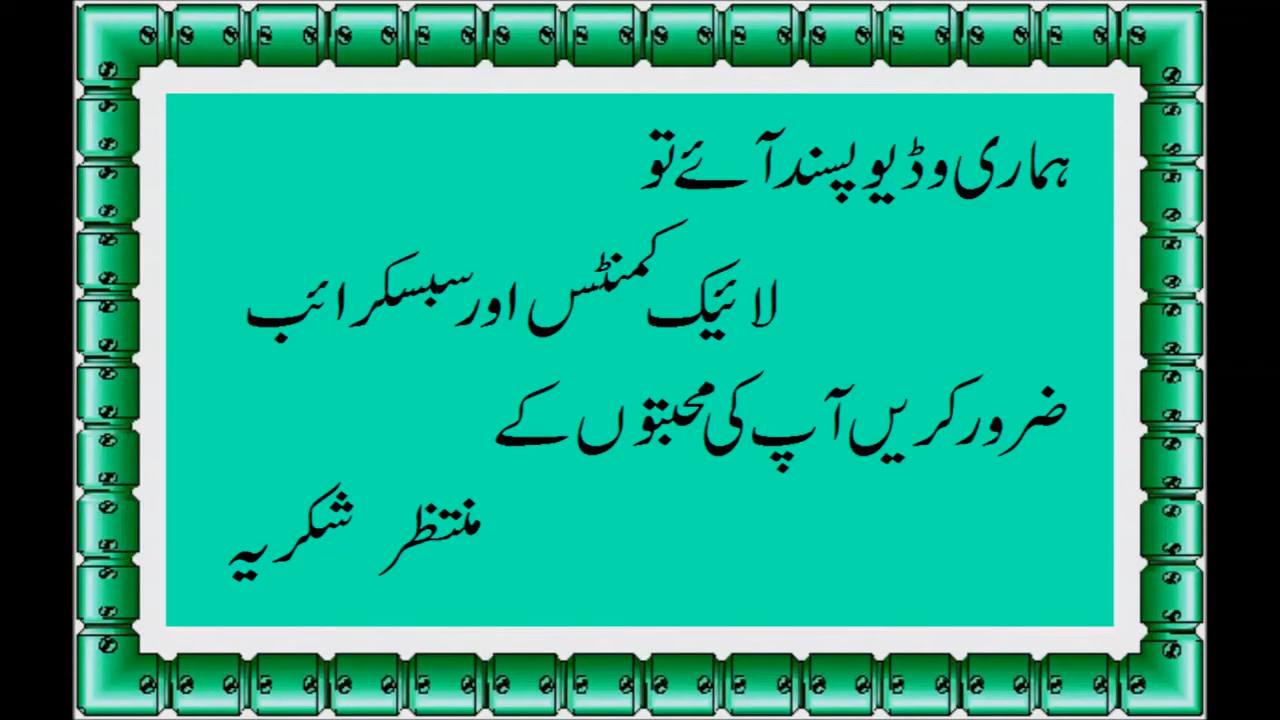 ہماری وڈیو پسند آئے تو
لائیک کمنٹس اور سبسکرائب
ضرور کریں آپ کی محبتوں کے
منتظر شکریہ